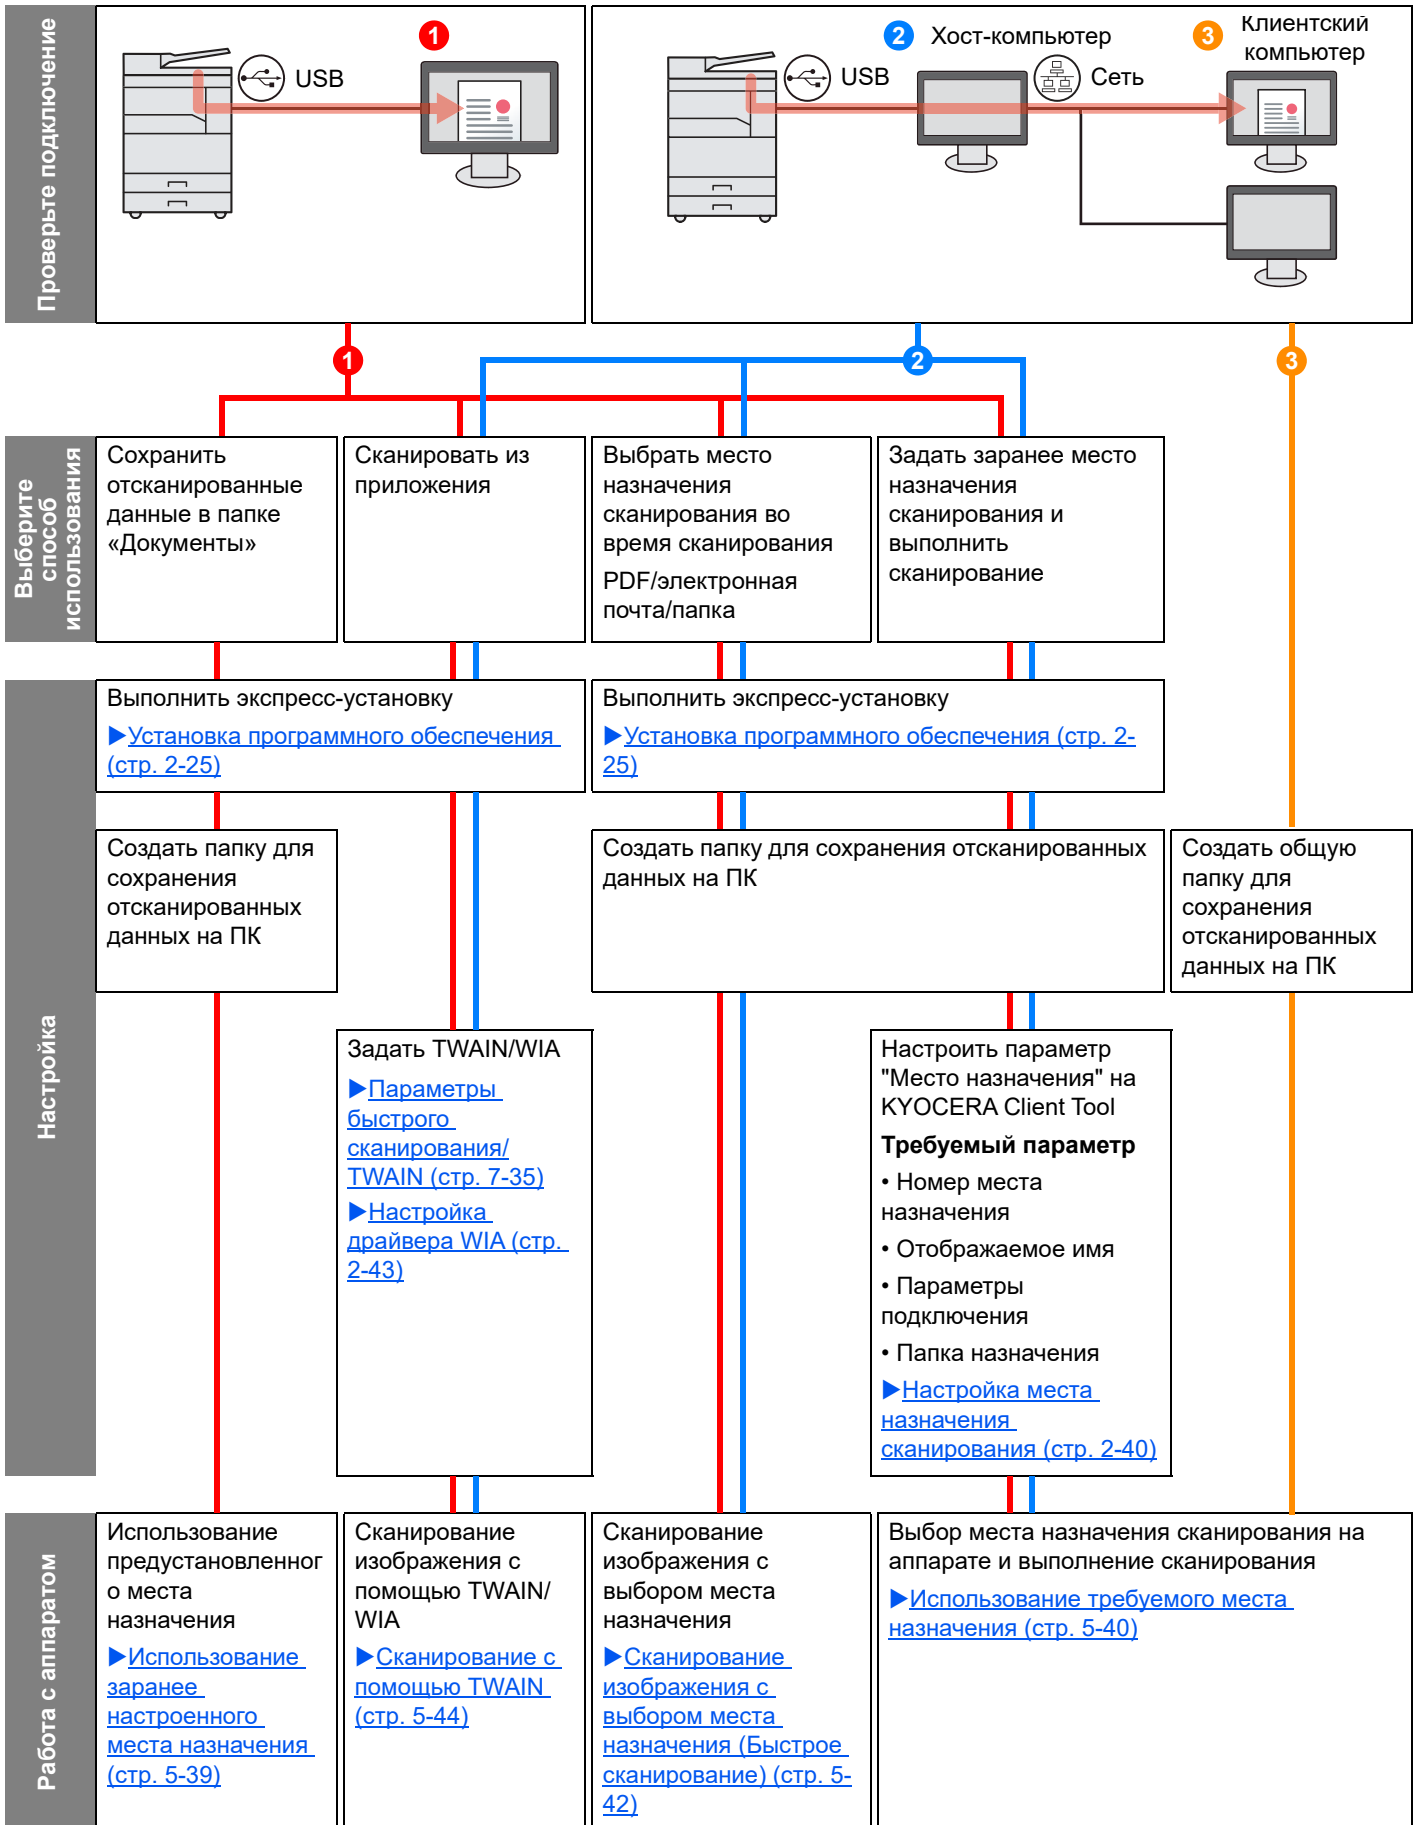 Проверьте подключение
1
USB
2 Хост-компьютер
USB
Сеть
3 Клиентский
компьютер
1
2
3
Выберите
способ
использования
Сохранить
отсканированные
данные в папке
«Документы»
Сканировать из
приложения
Выбрать место
назначения
сканирования во
время сканирования
PDF/электронная
почта/папка
Задать заранее место
назначения
сканирования и
выполнить
сканирование
Настройка
Выполнить экспресс-установку
▶Установка программного обеспечения
(стр. 2-25)
Выполнить экспресс-установку
▶Установка программного обеспечения (стр. 2-
25)
Создать папку для
сохранения
отсканированных
данных на ПК
Создать папку для сохранения отсканированных
данных на ПК
Создать общую
папку для
сохранения
отсканированных
данных на ПК
Задать TWAIN/WIA
▶Параметры
быстрого
сканирования/
TWAIN (стр. 7-35)
▶Настройка
драйвера WIA (стр.
2-43)
Настроить параметр
"Место назначения" на
KYOCERA Client Tool
Требуемый параметр
• Номер места
назначения
• Отображаемое имя
• Параметры
подключения
• Папка назначения
▶Настройка места
назначения
сканирования (стр. 2-40)
Работа с аппаратом
Использование
предустановленног
о места
назначения
▶Использование
заранее
настроенного
места назначения
(стр. 5-39)
Сканирование
изображения с
помощью TWAIN/
WIA
▶Сканирование с
помощью TWAIN
(стр. 5-44)
Сканирование
изображения с
выбором места
назначения
▶Сканирование
изображения с
выбором места
назначения (Быстрое
сканирование) (стр. 5-
42)
Выбор места назначения сканирования на
аппарате и выполнение сканирования
▶Использование требуемого места
назначения (стр. 5-40)